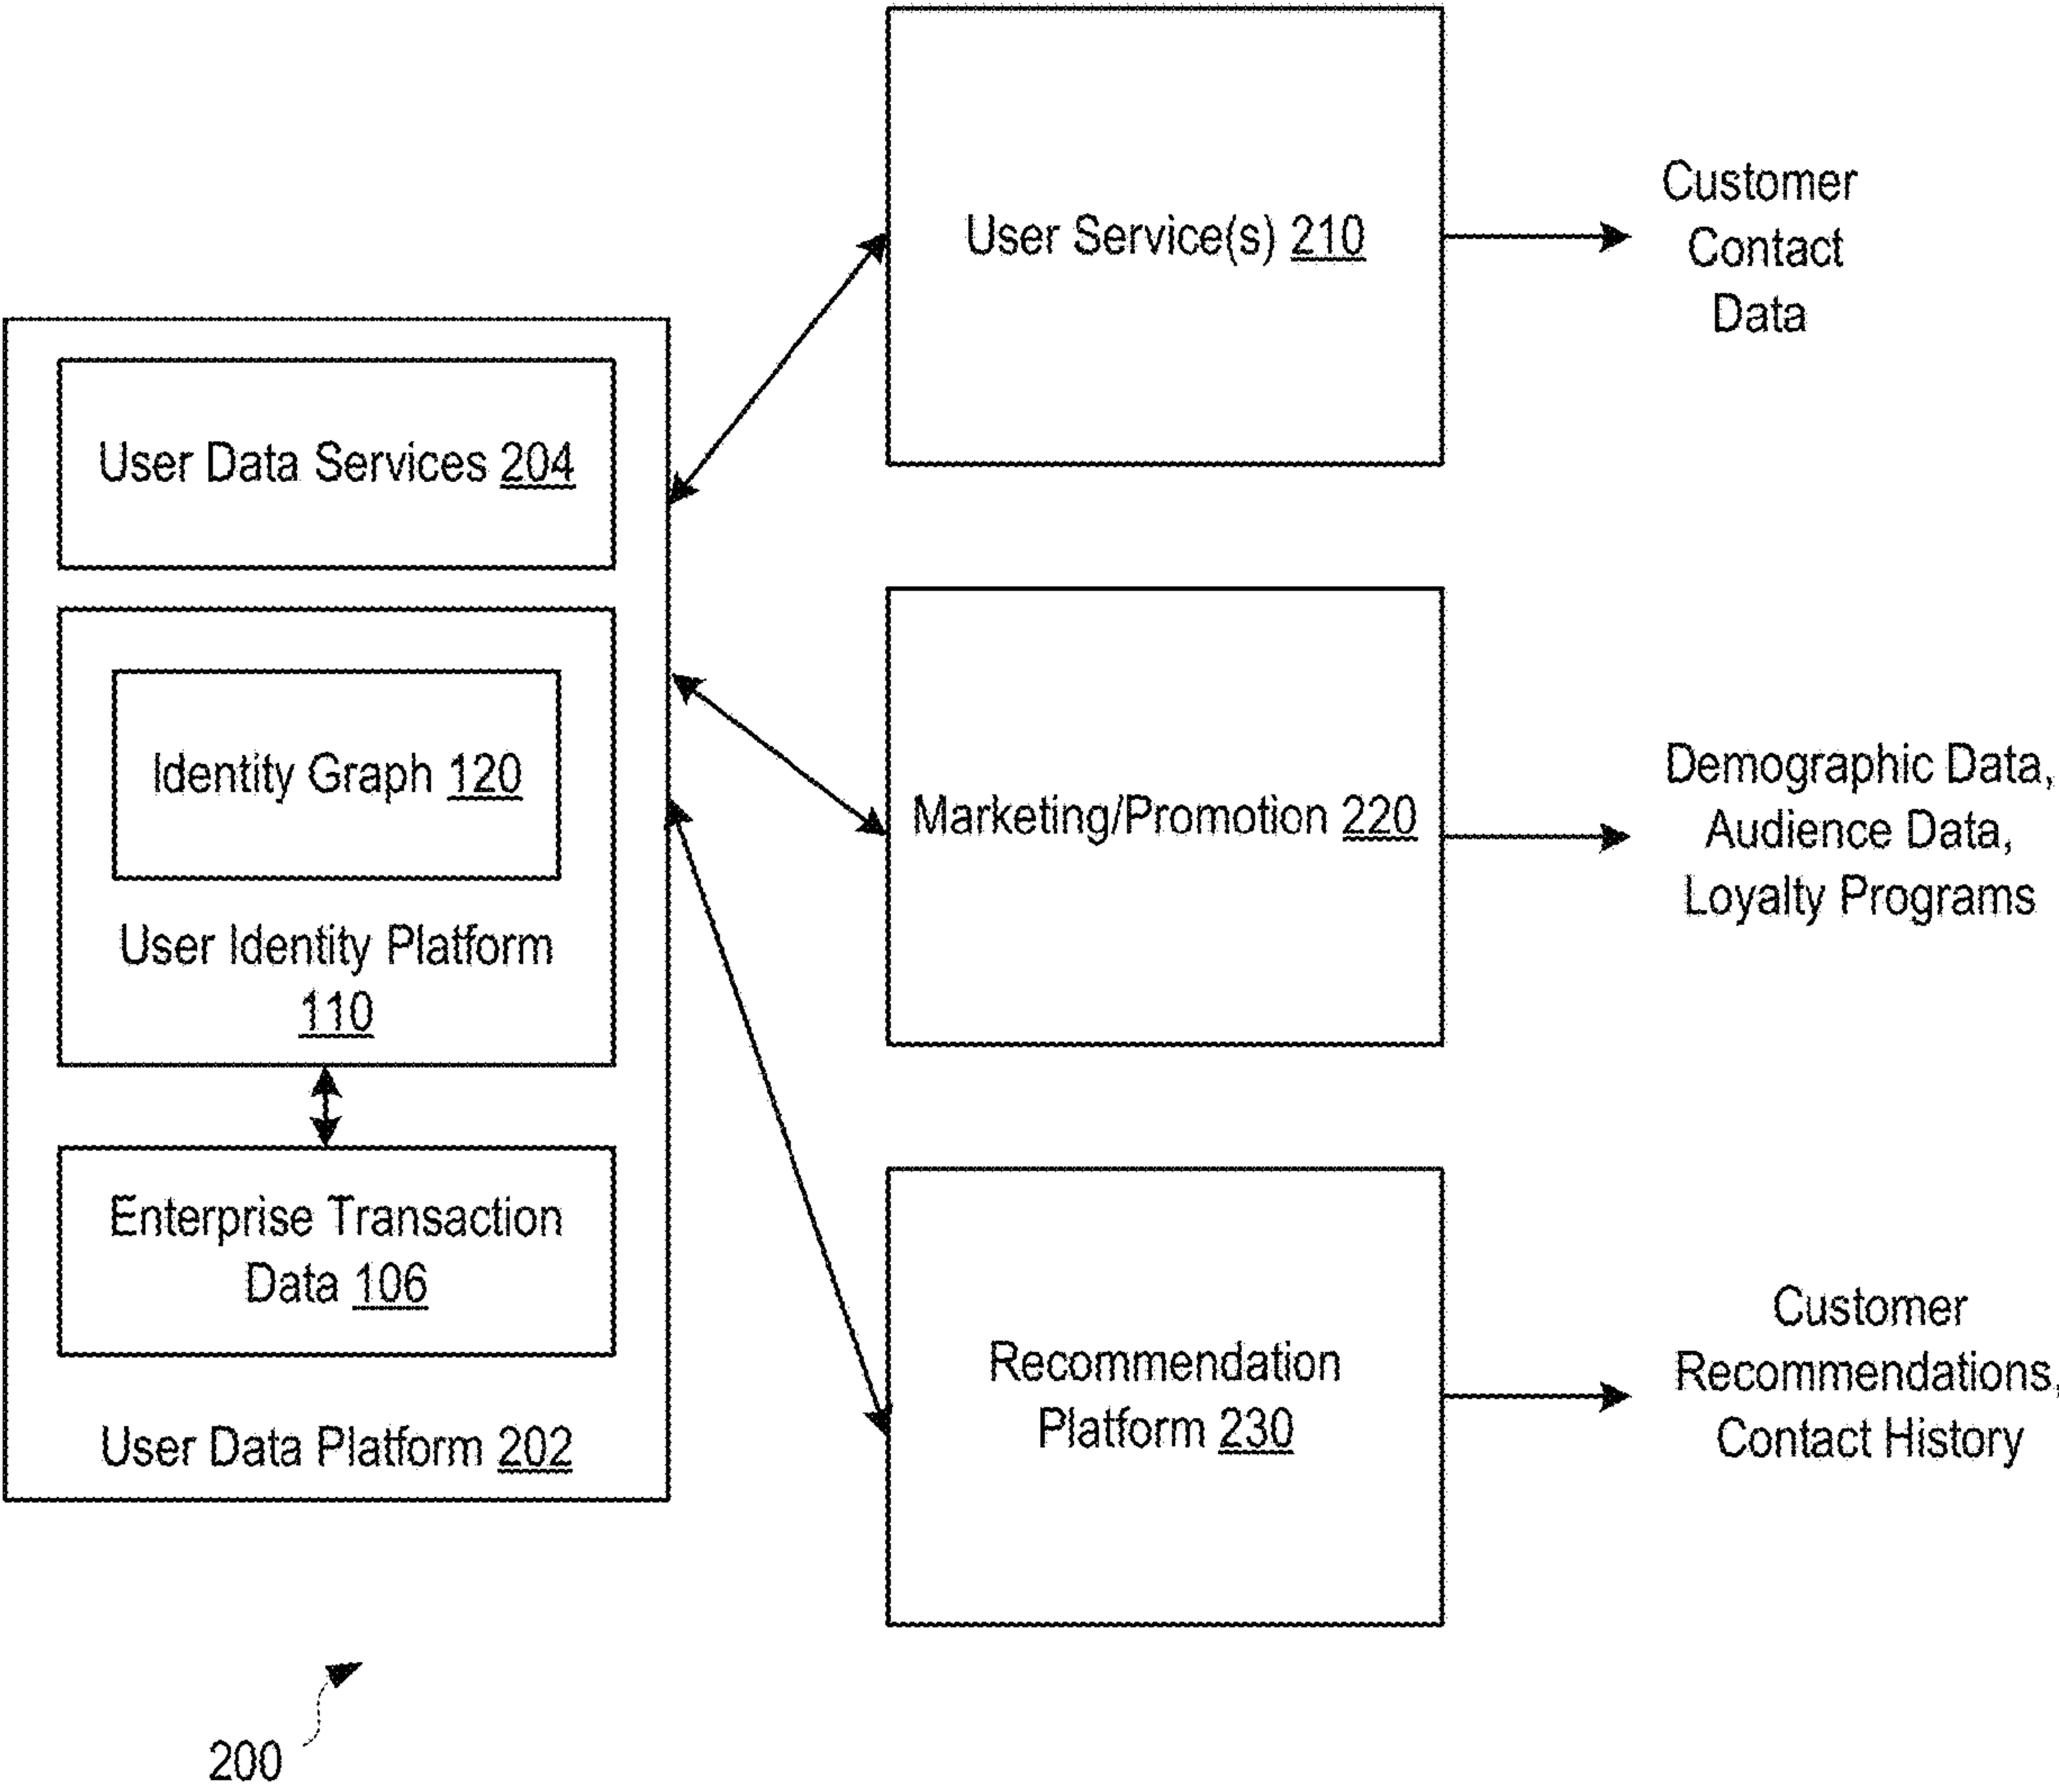 User Data Services 204
Identity Graph 120
User Identity Platform
110
Enterprise Transaction
Data 106
User Data Platform 202
User Service(s) 210
Customer
Contact
Data
Marketing/Promotion 220
Demographic Data,
Audience Data,
Loyalty Programs
Recommendation
Platform 230
Customer
Recommendations,
Contact History
200